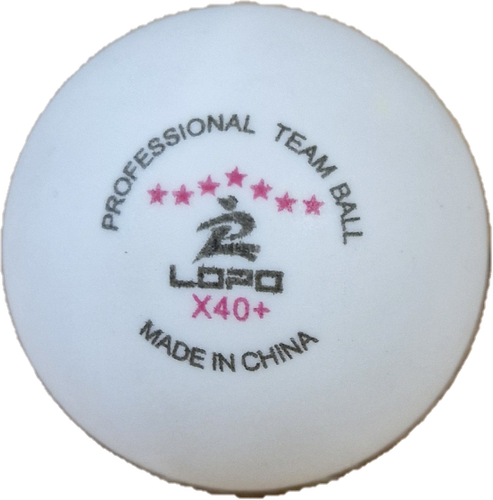 PROFESSIONAL TEAM BALL
LOPO
X40+
MADE IN CHINA